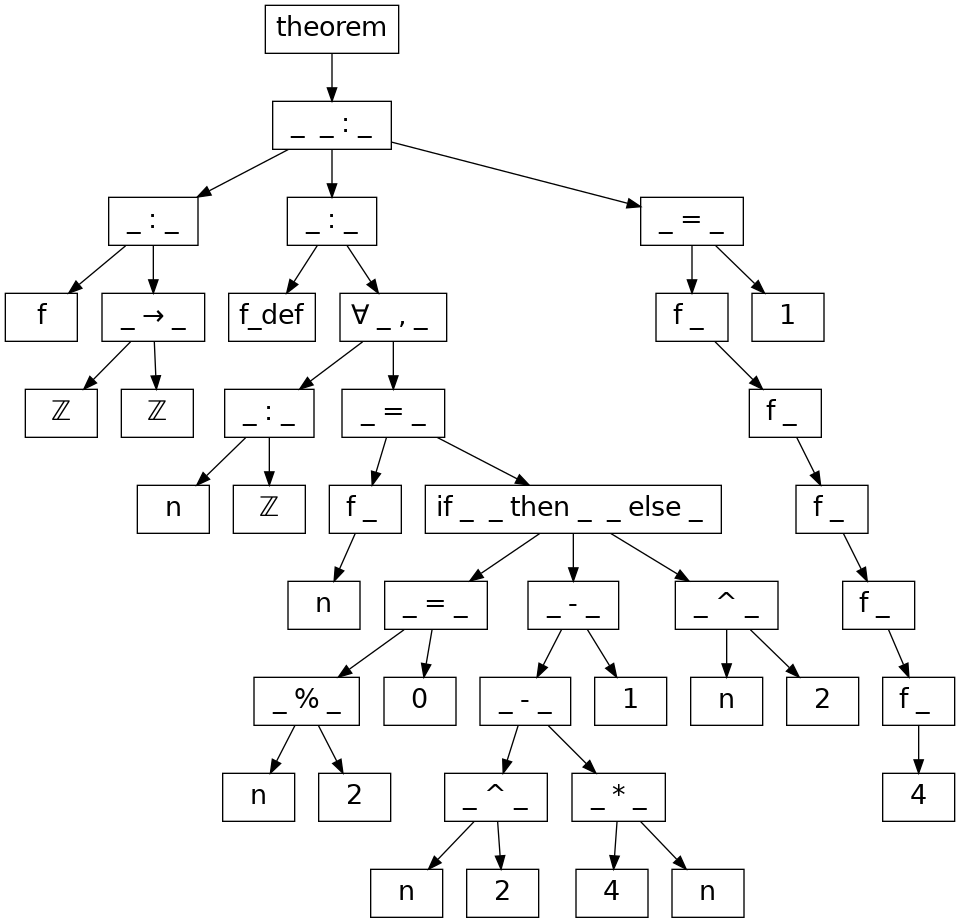 theorem
_ _ : _
_ : _ _ : _ _ = _
f _ → _ f_def ∀ _ , _ f _ 1
ℤ ℤ _ : _ _ = _ f _
n ℤ f _ if _ _ then _ _ else _ f _
n _ = _ _ - _ _ ^ _ f _
_ % _ 0 _ - _ 1 n 2 f _
n 2 _ ^ _ _ * _ 4
n 2 4 n